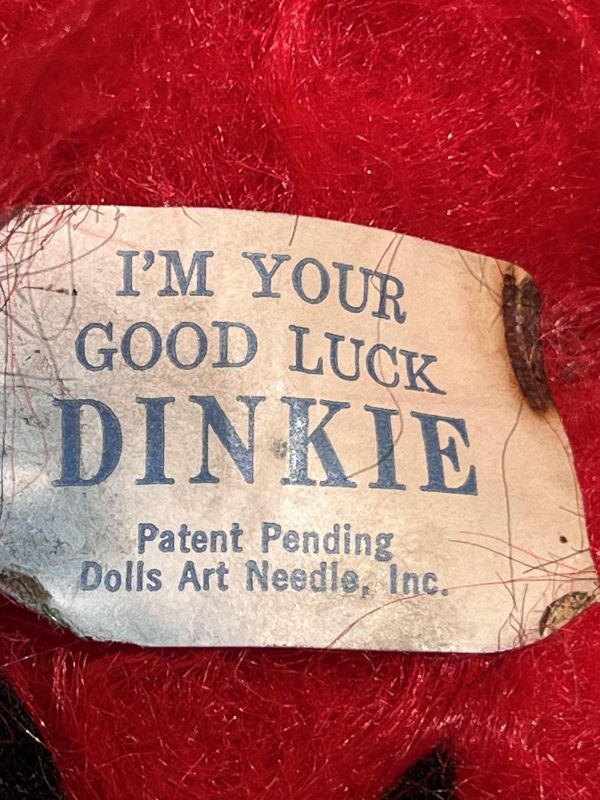 I'M YOUR
GOOD LUCK
DINKIE
Patent Pending
Dolls Art Needle, Inc.